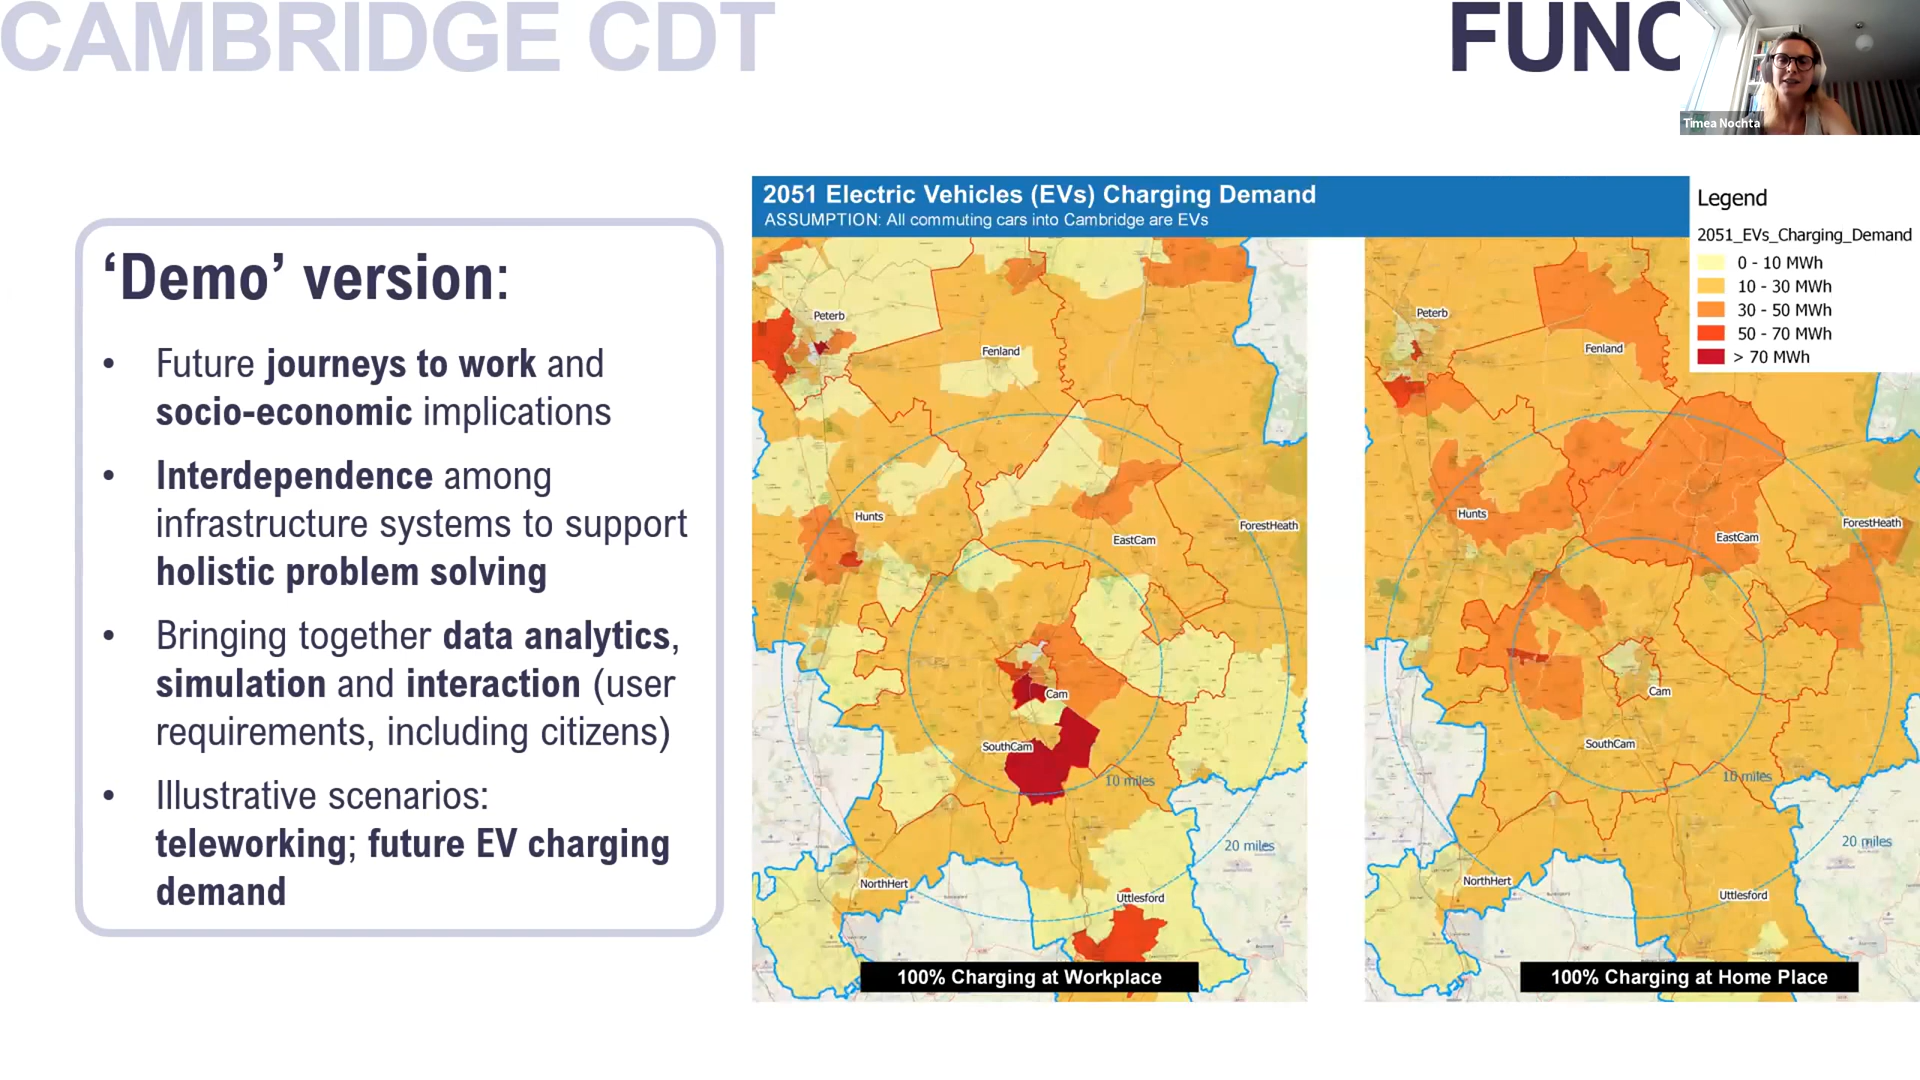 CAMBRIDGE CDT
FUNC
Timea Nochta
‘Demo’ version:
• Future journeys to work and
socio-economic implications
• Interdependence among
infrastructure systems to support
holistic problem solving
• Bringing together data analytics,
simulation and interaction (user
requirements, including citizens)
• Illustrative scenarios:
teleworking; future EV charging
demand
2051 Electric Vehicles (EVs) Charging Demand
ASSUMPTION: All commuting cars into Cambridge are EVs
Peterb
Fenland
Hunts
EastCam
ForestHeath
Cam
SouthCam
10 miles
20 miles
NorthHert
Uttlesford
100% Charging at Workplace
Peterb
Fenland
Hunts
EastCam
ForestHeath
Cam
SouthCam
10 miles
20 miles
NorthHert
Uttlesford
100% Charging at Home Place
Legend
2051_EVs_Charging_Demand
0 - 10 MWh
10 - 30 MWh
30 - 50 MWh
50 - 70 MWh
> 70 MWh